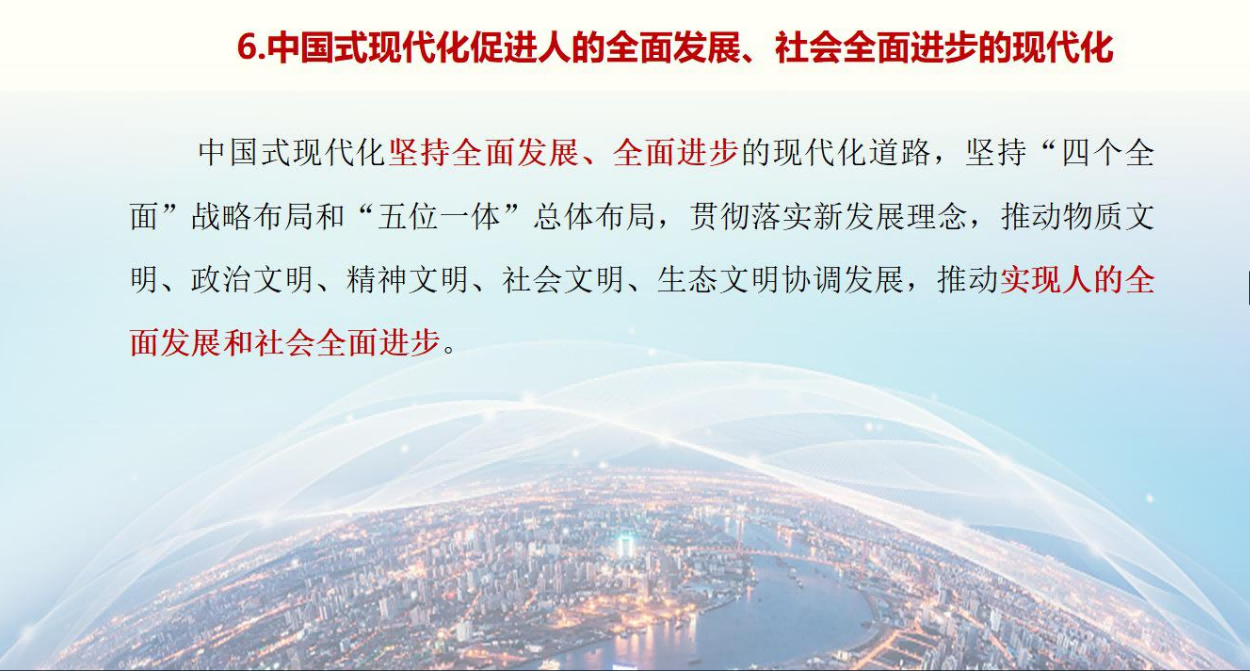 6.中国式现代化促进人的全面发展、社会全面进步的现代化
中国式现代化坚持全面发展、全面进步的现代化道路，坚持“四个全
面”战略布局和“五位一体”总体布局，贯彻落实新发展理念，推动物质文
明、政治文明、精神文明、社会文明、生态文明协调发展，推动实现人的全
面发展和社会全面进步。